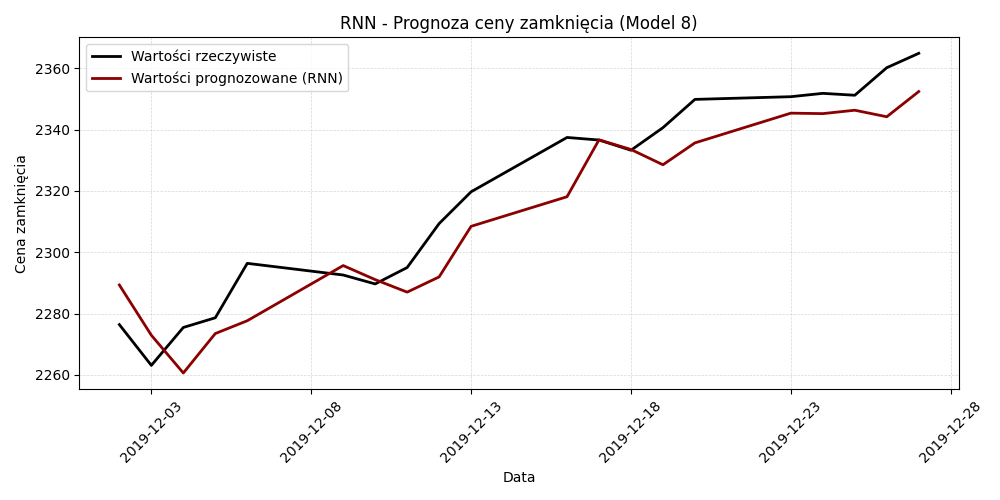 RNN - Prognoza ceny zamknięcia (Model 8)
Wartości rzeczywiste
Wartości prognozowane (RNN)
Cena zamknięcia
2360
2340
2320
2300
2280
2260
2019-12-03
2019-12-08
2019-12-13
2019-12-18
2019-12-23
2019-12-28
Data